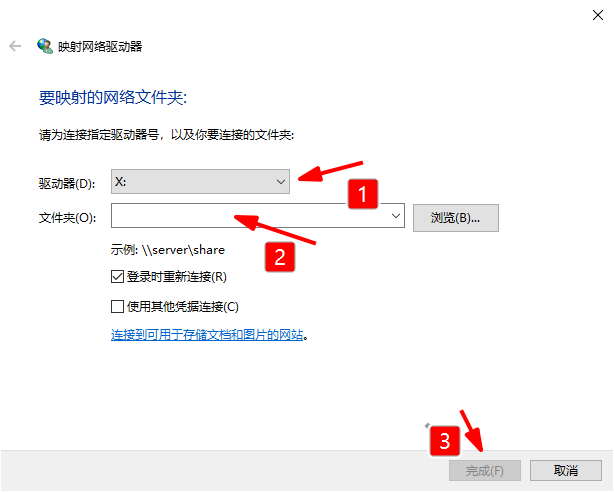 映射网络驱动器
要映射的网络文件夹:
请为连接指定驱动器号，以及你要连接的文件夹:
驱动器(D): X:
1
文件夹(O): 浏览(B)...
2
示例: \\server\share
登录时重新连接(R)
使用其他凭据连接(C)
连接到可用于存储文档和图片的网站。
3
完成(F) 取消